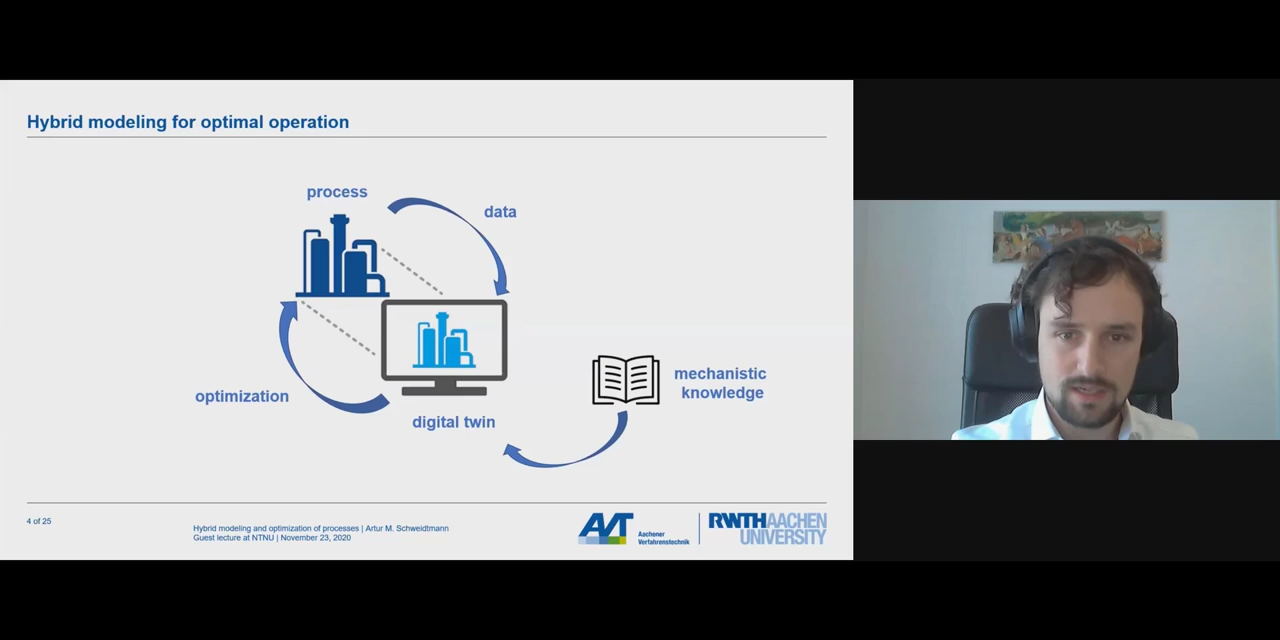 Hybrid modeling for optimal operation
process
data
optimization
digital twin
mechanistic
knowledge
4 of 25
Hybrid modeling and optimization of processes | Artur M. Schweidtmann
Guest lecture at NTNU | November 23, 2020
AVT
Aachener
Verfahrenstechnik
RWTHAACHEN
UNIVERSITY